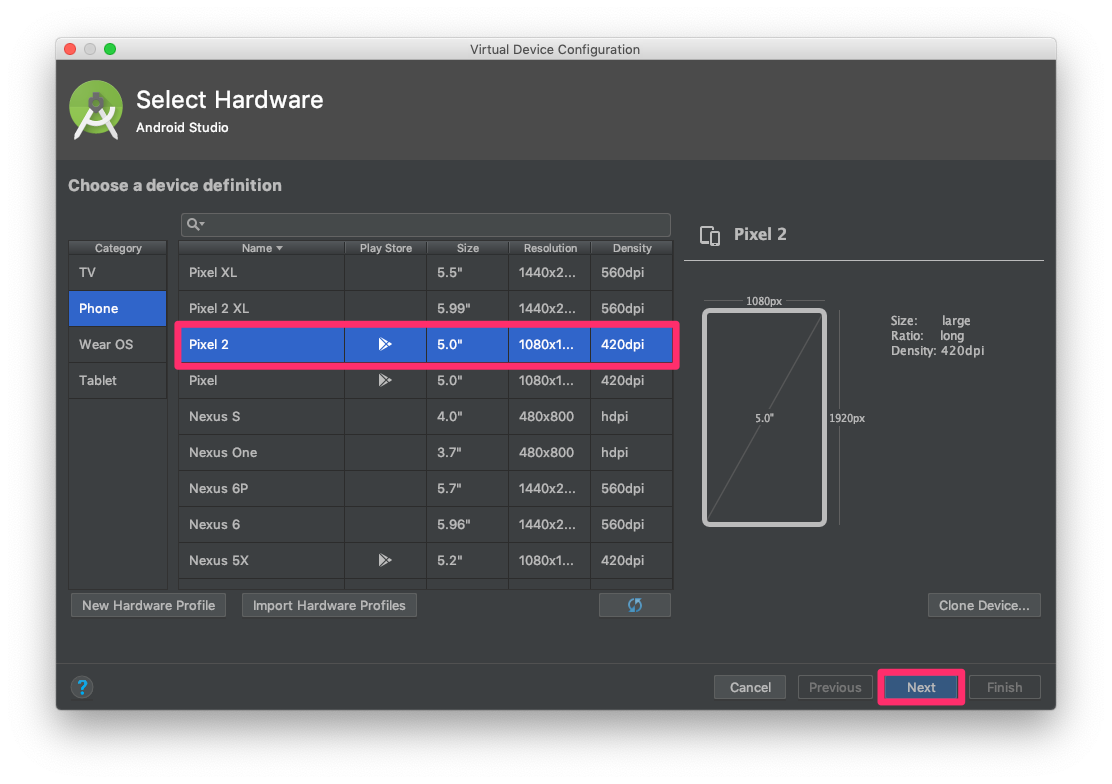 Virtual Device Configuration
Select Hardware
Android Studio
Choose a device definition
Category
TV
Phone
Wear OS
Tablet
Name Play Store Size Resolution Density
Pixel XL 5.5" 1440x2... 560dpi
Pixel 2 XL 5.99" 1440x2... 560dpi
Pixel 2 5.0" 1080x1... 420dpi
Pixel 5.0" 1080x1... 420dpi
Nexus S 4.0" 480x800 hdpi
Nexus One 3.7" 480x800 hdpi
Nexus 6P 5.7" 1440x2... 560dpi
Nexus 6 5.96" 1440x2... 560dpi
Nexus 5X 5.2" 1080x1... 420dpi
Pixel 2
1080px
5.0"
1920px
Size: large
Ratio: long
Density: 420dpi
New Hardware Profile Import Hardware Profiles Clone Device...
? Cancel Previous Next Finish